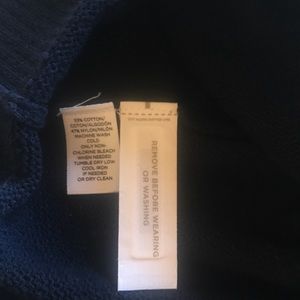 53% COTTON/
COTON/ALGODÓN
47% NYLON/NILÓN
MACHINE WASH
COLD
ONLY NON-
CHLORINE BLEACH
WHEN NEEDED
TUMBLE DRY LOW
COOL IRON
IF NEEDED
OR DRY CLEAN
REMOVE BEFORE WEARING
OR WASHING